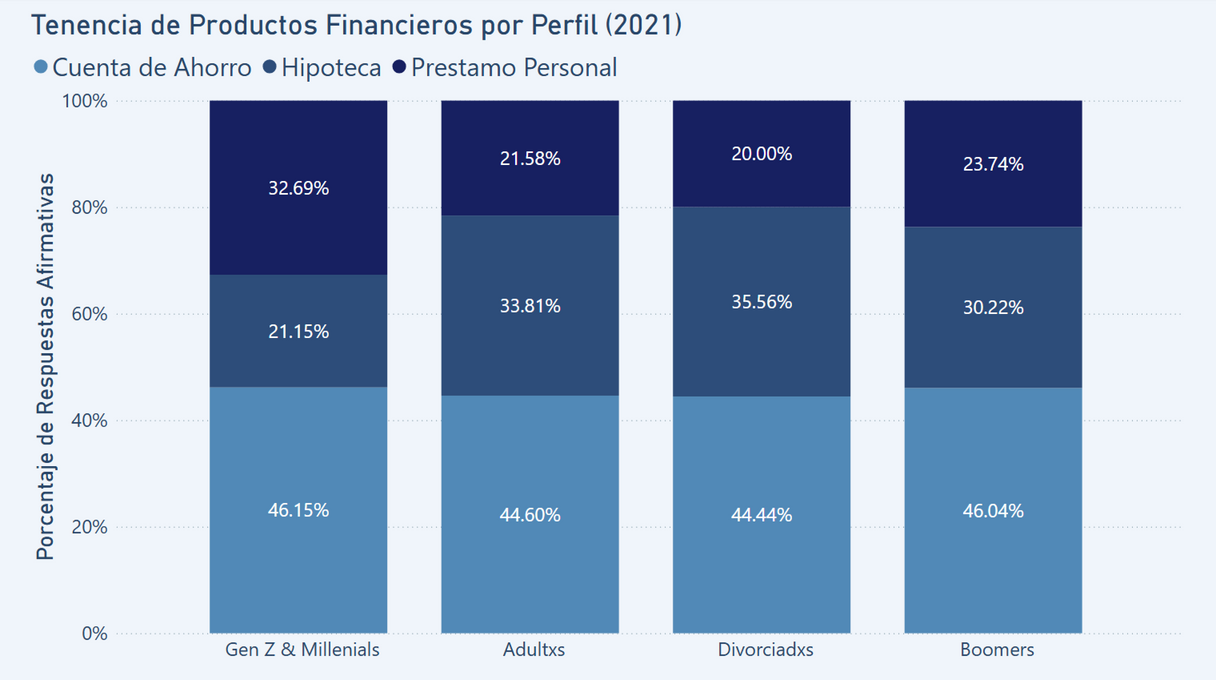 Tenencia de Productos Financieros por Perfil (2021)
Cuenta de Ahorro Hipoteca Prestamo Personal
Porcentaje de Respuestas Afirmativas
100%
80%
60%
40%
20%
0%
32.69% 21.58% 20.00% 23.74%
21.15% 33.81% 35.56% 30.22%
46.15% 44.60% 44.44% 46.04%
Gen Z & Millenials Adultxs Divorciadxs Boomers